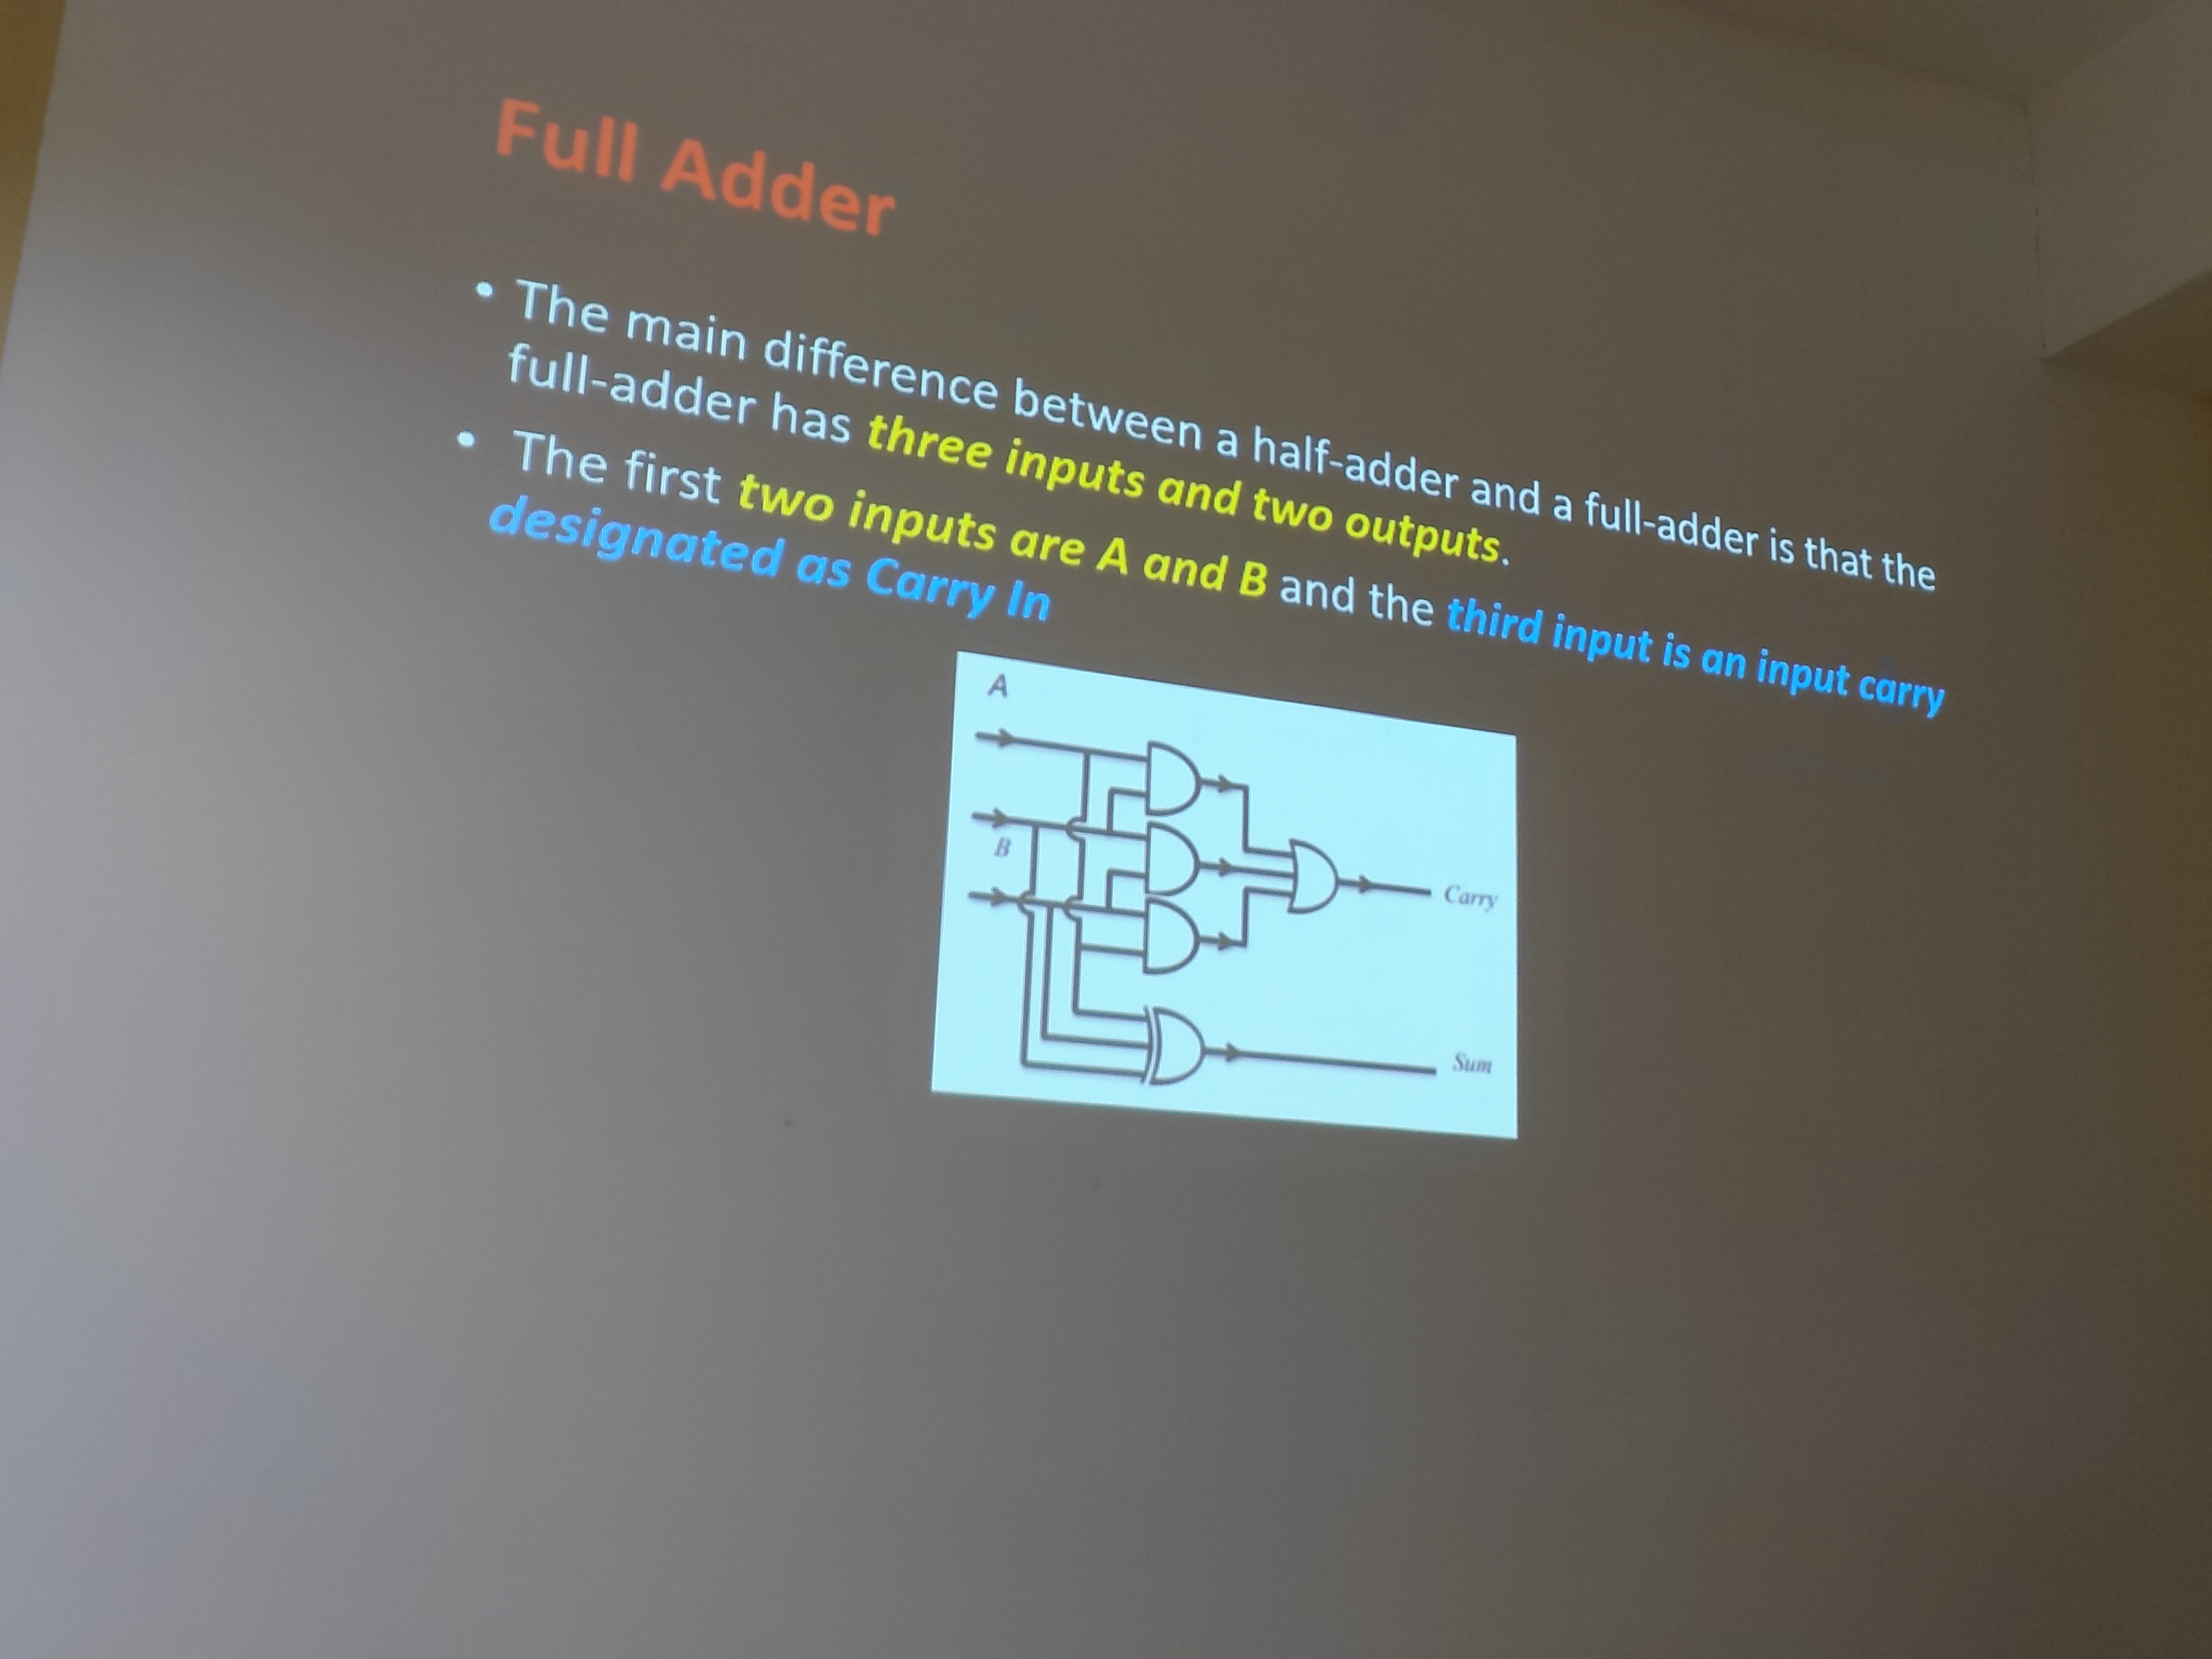 Full Adder
• The main difference between a half-adder and a full-adder is that the
full-adder has three inputs and two outputs.
• The first two inputs are A and B and the third input is an input carry
designated as Carry In
A
B
Carry
Sum